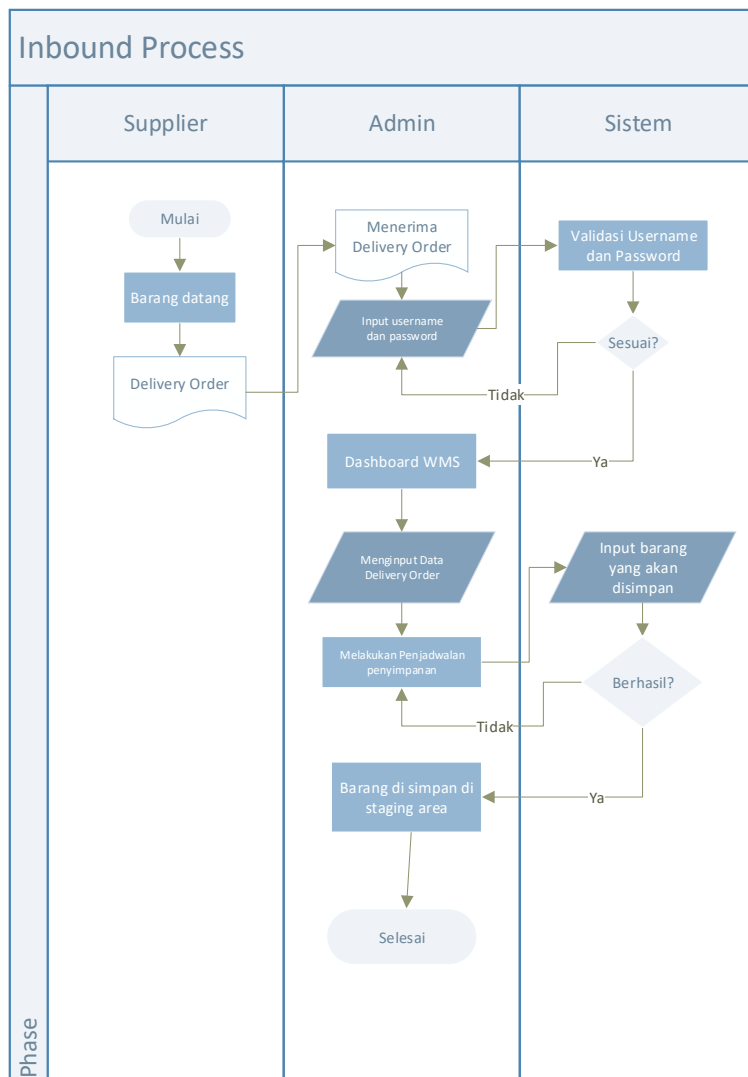 Inbound Process
Supplier
Admin
Sistem
Mulai
Menerima
Delivery Order
Validasi Username
dan Password
Barang datang
Input username
dan password
Sesuai?
Delivery Order
Tidak
Dashboard WMS
Ya
Menginput Data
Delivery Order
Input barang
yang akan
disimpan
Melakukan Penjadwalan
penyimpanan
Berhasil?
Tidak
Barang di simpan di
staging area
Ya
Selesai
Phase